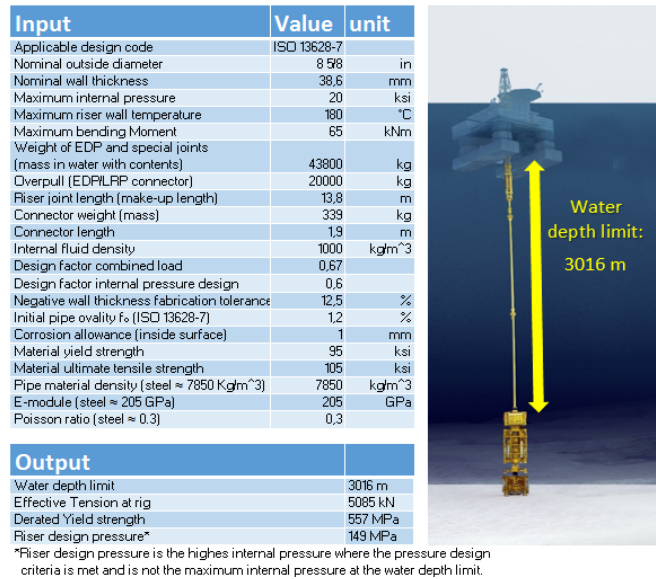 Input Value unit
Applicable design code ISO 13628-7
Nominal outside diameter 8 5/8 in
Nominal wall thickness 38,6 mm
Maximum internal pressure 20 ksi
Maximum riser wall temperature 180 °C
Maximum bending Moment 65 kNm
Weight of EDP and special joints
(mass in water with contents) 43800 kg
Overpull (EDP/LRP connector) 20000 kg
Riser joint length (make-up length) 13,8 m
Connector weight (mass) 339 kg
Connector length 1,9 m
Internal fluid density 1000 kg/m^3
Design factor combined load 0,67
Design factor internal pressure design 0,6
Negative wall thickness fabrication tolerance 12,5 %
Initial pipe ovality fₒ (ISO 13628-7) 1,2 %
Corrosion allowance (inside surface) 1 mm
Material yield strength 95 ksi
Material ultimate tensile strength 105 ksi
Pipe material density (steel ≈ 7850 Kg/m^3) 7850 kg/m^3
E-module (steel ≈ 205 GPa) 205 GPa
Poisson ratio (steel ≈ 0.3) 0,3
Output
Water depth limit 3016 m
Effective Tension at rig 5085 kN
Derated Yield strength 557 MPa
Riser design pressure* 149 MPa
*Riser design pressure is the highes internal pressure where the pressure design
criteria is met and is not the maximum internal pressure at the water depth limit.
Water
depth limit:
3016 m